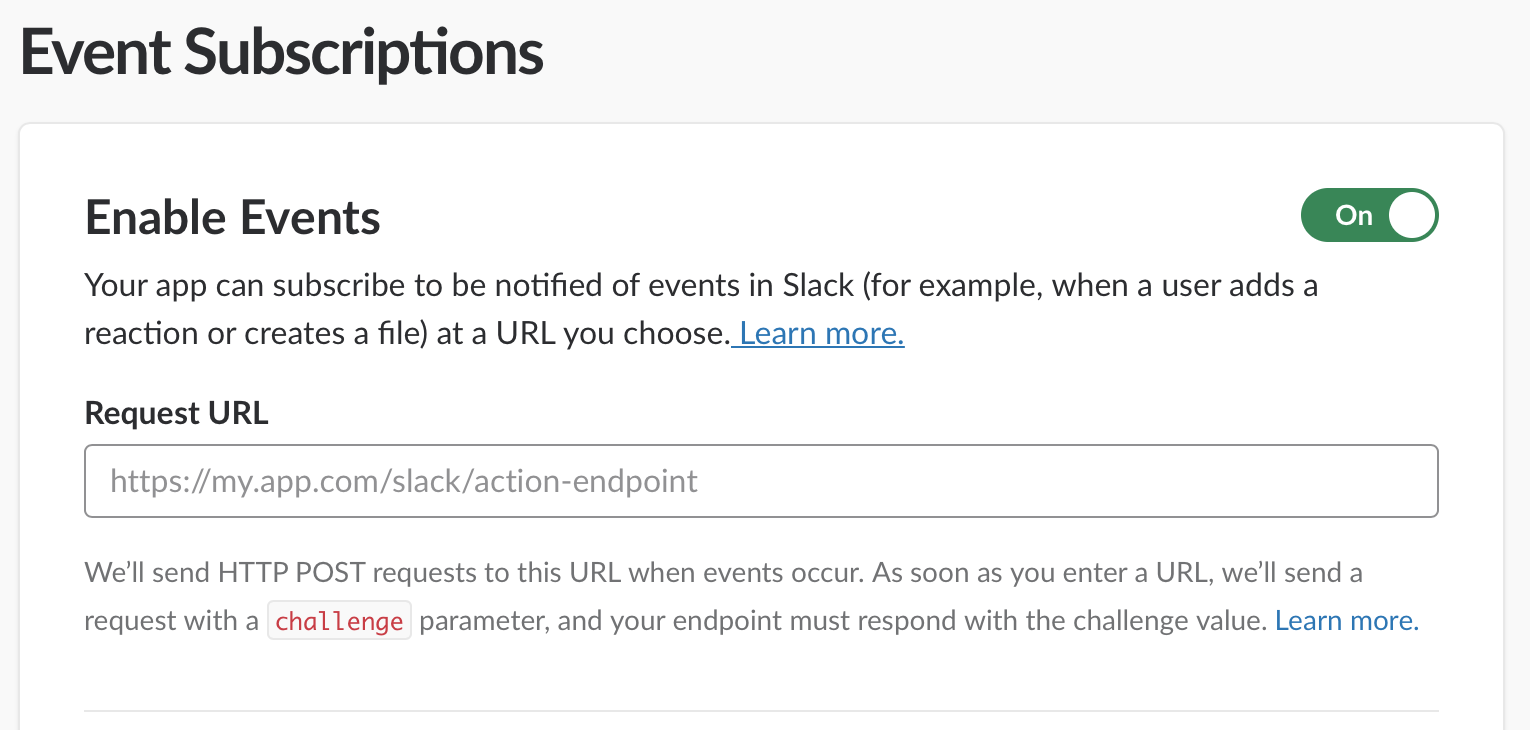 Event Subscriptions
Enable Events
On
Your app can subscribe to be notified of events in Slack (for example, when a user adds a
reaction or creates a file) at a URL you choose. Learn more.
Request URL
https://my.app.com/slack/action-endpoint
We’ll send HTTP POST requests to this URL when events occur. As soon as you enter a URL, we’ll send a
request with a challenge parameter, and your endpoint must respond with the challenge value. Learn more.